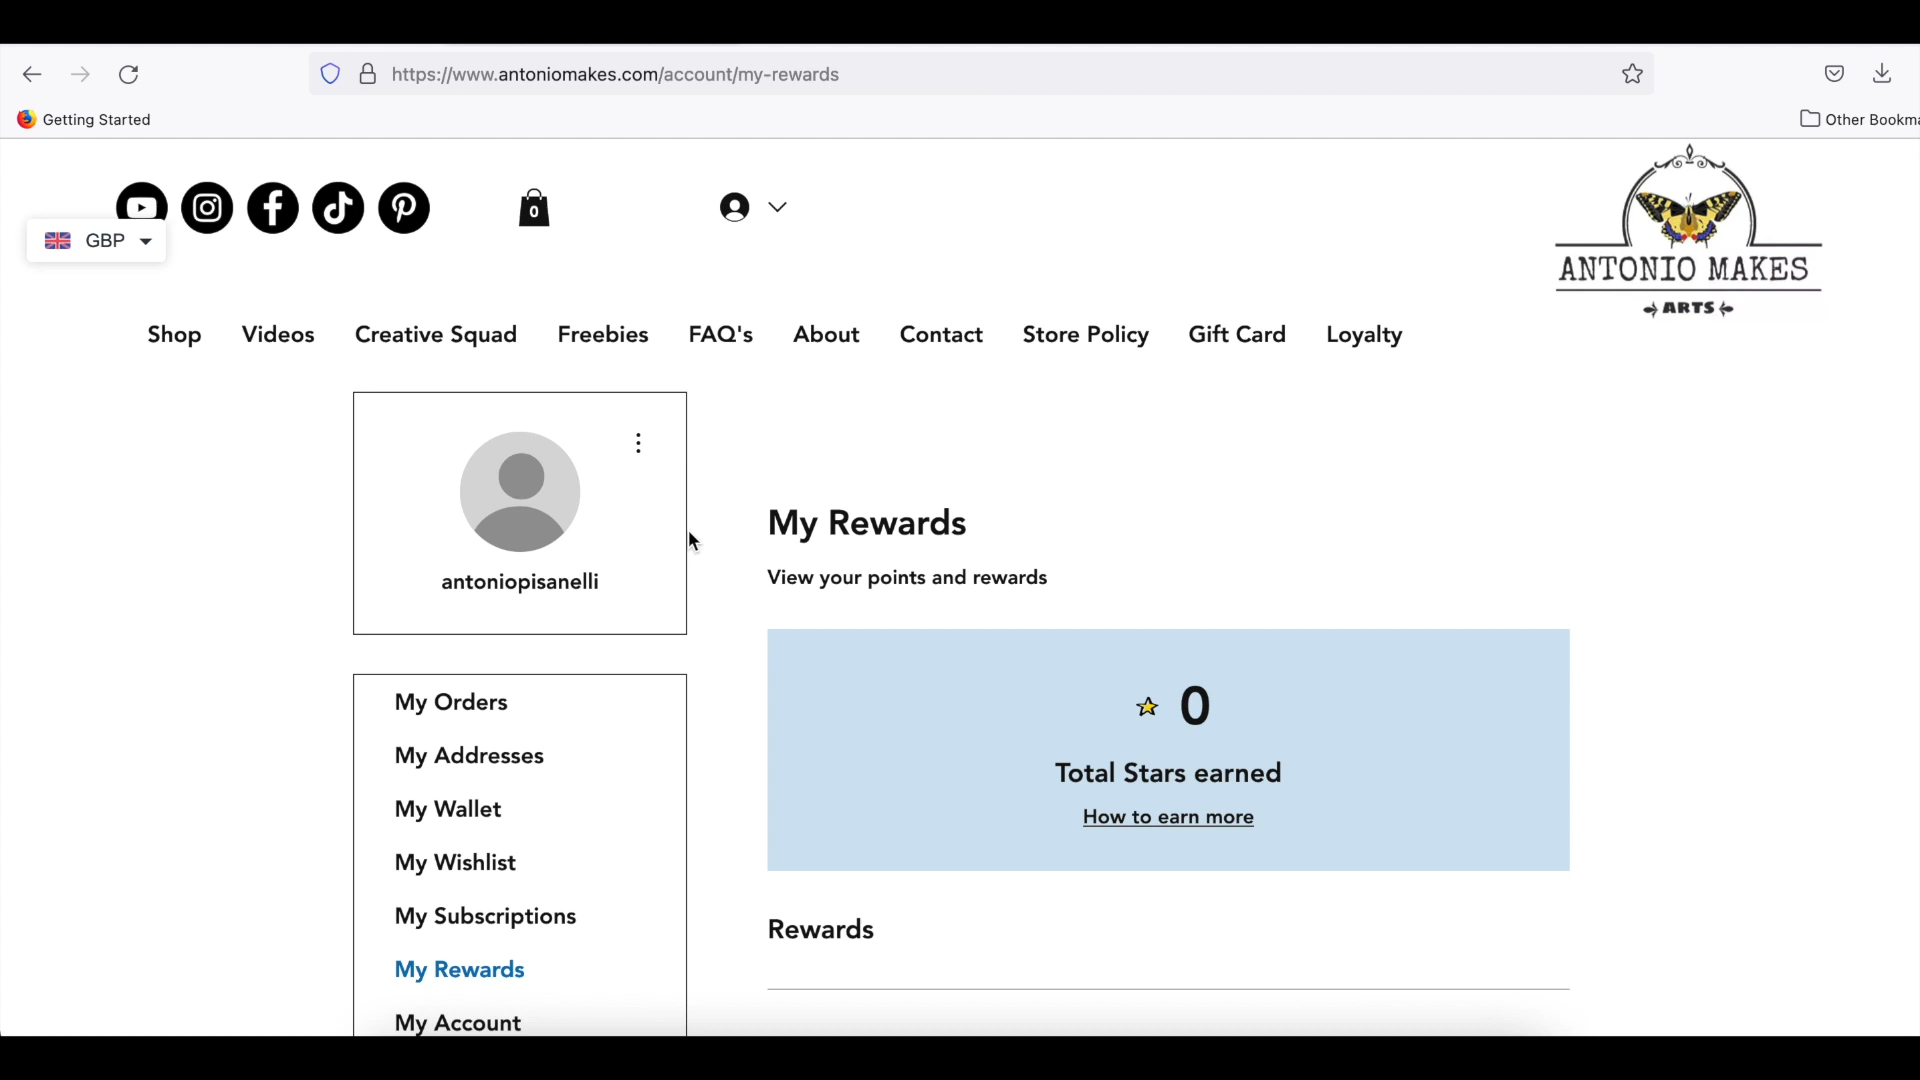 https://www.antoniomakes.com/account/my-rewards
Getting Started
Other Bookma
0
GBP
ANTONIO MAKES
ARTS
Shop Videos Creative Squad Freebies FAQ's About Contact Store Policy Gift Card Loyalty
antoniopisanelli
My Rewards
View your points and rewards
0
Total Stars earned
How to earn more
Rewards
My Orders
My Addresses
My Wallet
My Wishlist
My Subscriptions
My Rewards
My Account